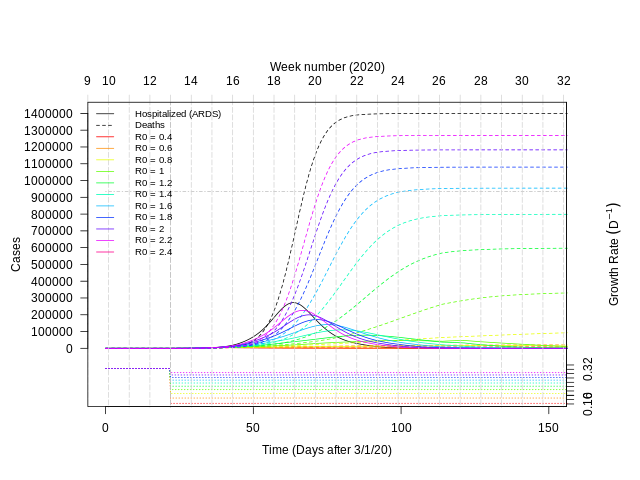 Week number (2020)
9 10 12 14 15 17 19 20 22 24 25 26 28 30 32
1400000
1300000
1200000
1100000
1000000
900000
800000
700000
600000
500000
400000
300000
200000
100000
0
Cases
Hospitalized (ARDS)
Deaths
R0 = 0.4
R0 = 0.6
R0 = 0.8
R0 = 1
R0 = 1.2
R0 = 1.4
R0 = 1.6
R0 = 1.8
R0 = 2
R0 = 2.2
R0 = 2.4
Growth Rate (D⁻¹)
0.32
0.16
0 50 100 150
Time (Days after 3/1/20)